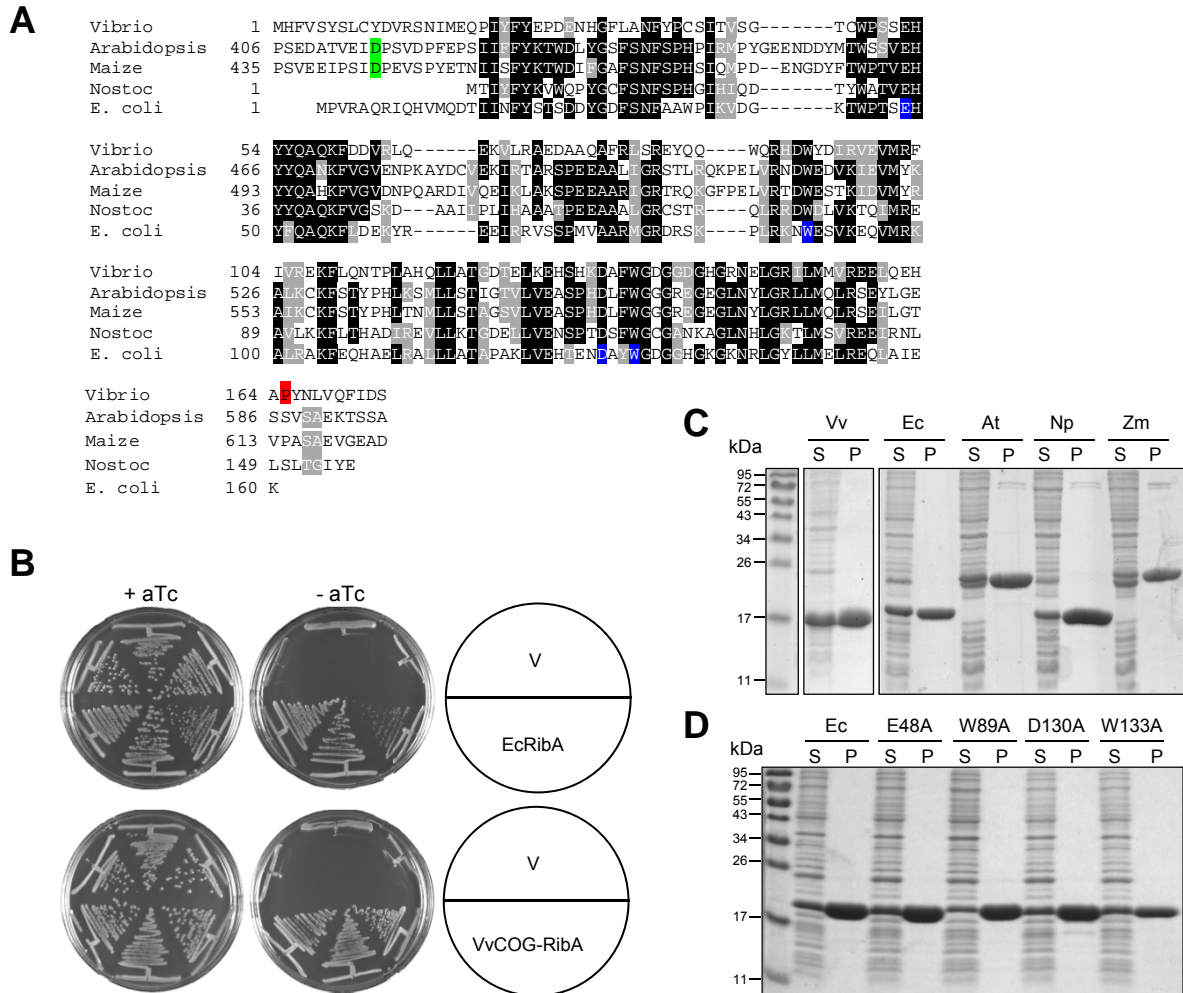 A
Vibrio 1 MHFVSYSLCYDVRSNIMEQPIYFYEPDENHGFLANFYPCSITVSG-------TCWPSSEH
Arabidopsis 406 PSEDATVEIDPSVDPFEPSIIFFYKTWDLYGSFSNFSPHPIRMPYGEENDDYMTWSSVEH
Maize 435 PSVEEIPSIDPEVSPYETNIISFYKTWDIFGAFSNFSPHSIQMPD--ENGDYFTWPTVEH
Nostoc 1 MTIYFYKVWQPYGCFSNFSPHGIHIQD-------TYWATVEH
E. coli 1 MPVRAQRIQHVMQDTIINFYSTSDDYGDFSNFAAWPIKVDG-------KTWPTSEH
Vibrio 54 YYQAQKFDDVRLQ------EKVLRAEDAAQAFRLSREYQQ----WQRHDWYDIRVEVMRF
Arabidopsis 466 YYQANKFVGVENPKAYDCVEKIRTARSPEEAALIGRSTLRQKPELVRNDWEDVKIEVMYK
Maize 493 YYQAHKFVGVDNPQARDIVQEIKLAKSPEEAARIGRTRQKGFPELVRTDWESTKIDVMYR
Nostoc 36 YYQAQKFVGSKD---AAIIPLIHAAATPEEAAALGRCSTR----QLRRDWDLVKTQIMRE
E. coli 50 YFQAQKFLDEKYR------EEIRRVSSPMVAARMGRDRSK----PLRKNWESVKEQVMRK
Vibrio 104 IVREKFLQNTPLAHQLLATGDTELKEHSHKDAFWGDGGDGHGRNELGRILMMVREELQEH
Arabidopsis 526 ALKCKFSTYPHLKSMLLSTIGTVLVEASPHDLFWGGGREGEGLNYLGRLLMQLRSEYLGE
Maize 553 AIKCKFSTYPHLTNMLLSTAGSVLVEASPHDLFWGGGREGEGLNYLGRLLMQLRSEILGT
Nostoc 89 AVLKKFLTHADIREVLLKTGDELLVENSPTDSFWGCGANKAGLNHLGKTLMSVREEIRNL
E. coli 100 ALRAKFEQHAELRALLLATAPAKLVEHTENDAYWGDGGHGKGKNRLGYLLMELREQLAIE
Vibrio 164 APYNLVQFIDS
Arabidopsis 586 SSVSAEKTSSA
Maize 613 VPASAEVGEAD
Nostoc 149 LSLTGIYE
E. coli 160 K
B
+ aTc - aTc
V
EcRibA
V
VvCOG-RibA
C
Vv Ec At Np Zm
kDa S P S P S P S P S P
95
72
55
43
34
26
17
11
D
Ec E48A W89A D130A W133A
kDa S P S P S P S P S P
95
72
55
43
34
26
17
11